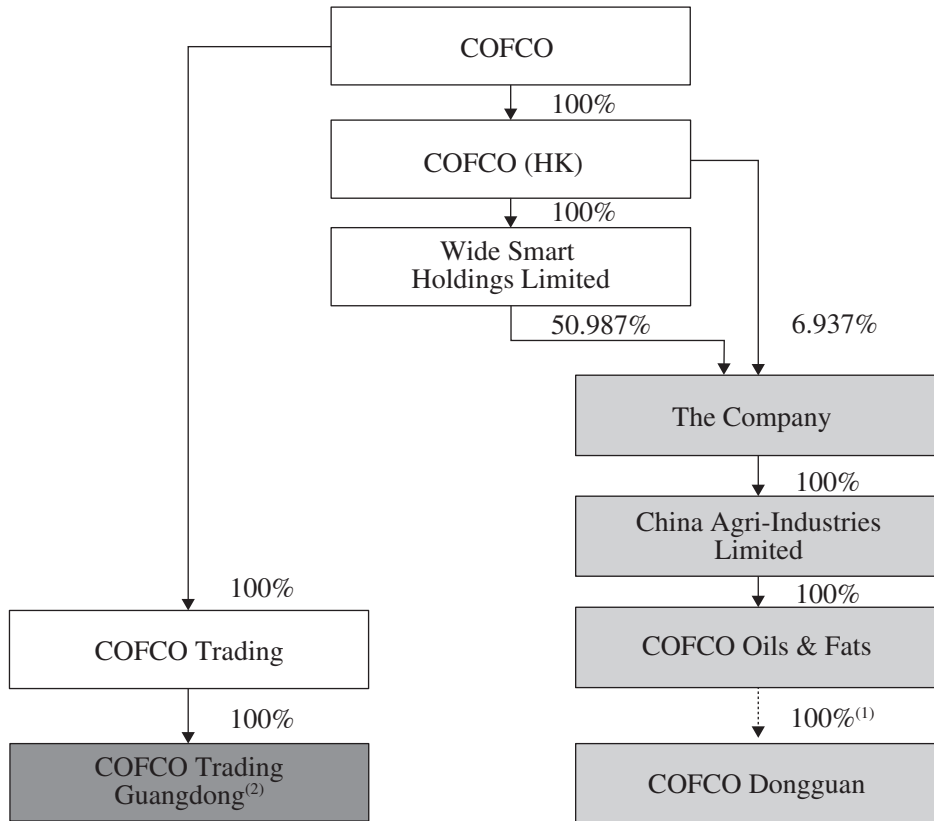 COFCO
100%
COFCO (HK)
100%
Wide Smart
Holdings Limited
50.987%
6.937%
The Company
100%
China Agri-Industries
Limited
100%
100%
COFCO Trading
COFCO Oils & Fats
100%
100%(1)
COFCO Trading
Guangdong(2)
COFCO Dongguan